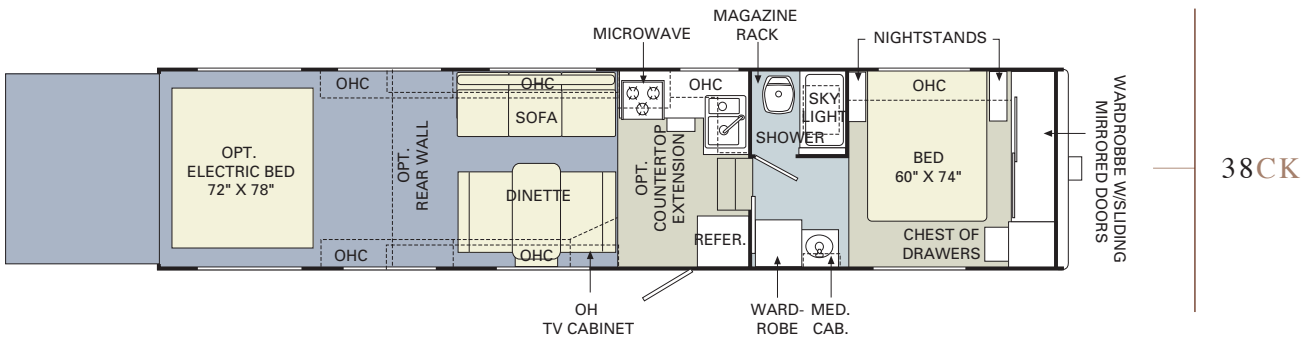 MICROWAVE
MAGAZINE
RACK
NIGHTSTANDS
OHC
OHC
OHC
OHC
SOFA
SKY
LIGHT
SHOWER
OPT.
ELECTRIC BED
72" X 78"
OPT.
REAR WALL
DINETTE
OPT.
COUNTERTOP
EXTENSION
BED
60" X 74"
WARDROBBE W/SLIDING
MIRRORED DOORS
38CK
REFER.
CHEST OF
DRAWERS
OHC
OHC
OH
TV CABINET
WARD-
ROBE
MED.
CAB.